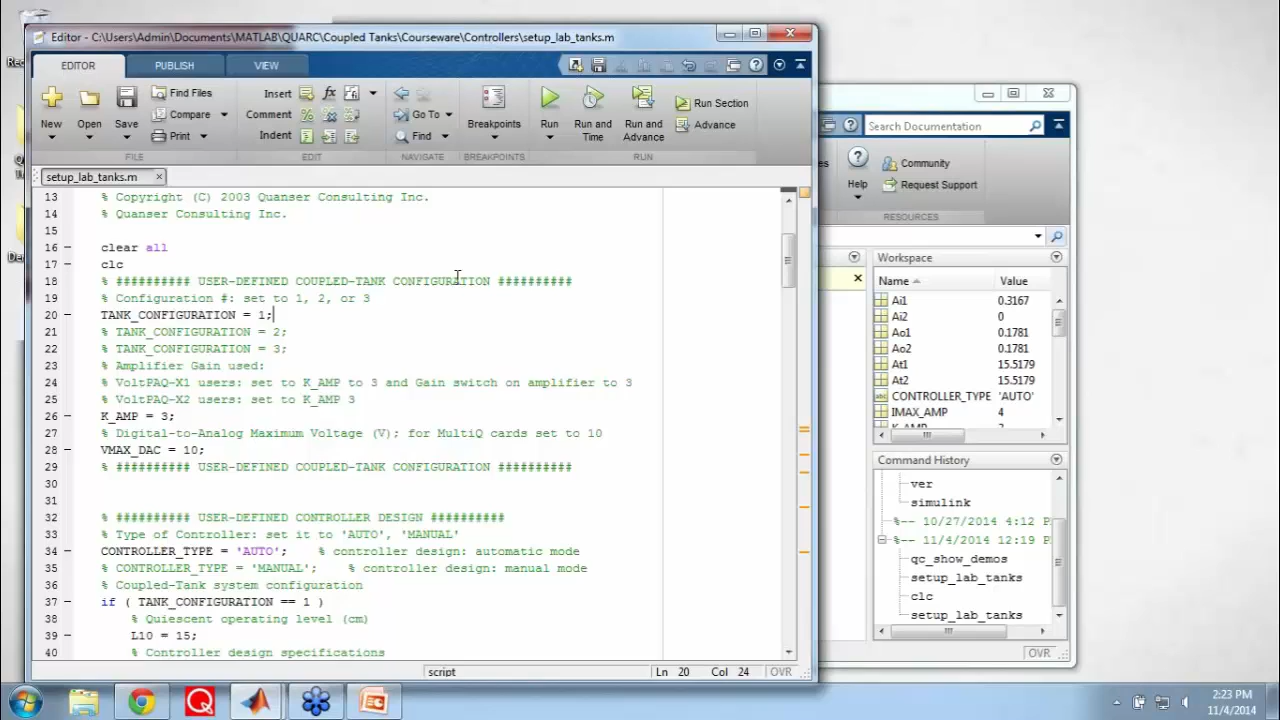 Editor - C:\Users\Admin\Documents\MATLAB\QUARC\Coupled Tanks\Courseware\Controllers\setup_lab_tanks.m
EDITOR PUBLISH VIEW
New Open Save
Find Files
Compare
Print
FILE
Insert
Comment
Indent
EDIT
Go To
Find
NAVIGATE
Breakpoints
BREAKPOINTS
Run
Run and Time
Run and Advance
Run Section
Advance
RUN
setup_lab_tanks.m
13 % Copyright (C) 2003 Quanser Consulting Inc.
14 % Quanser Consulting Inc.
15
16 clear all
17 clc
18 % ########## USER-DEFINED COUPLED-TANK CONFIGURATION ##########
19 % Configuration #: set to 1, 2, or 3
20 TANK_CONFIGURATION = 1;
21 % TANK_CONFIGURATION = 2;
22 % TANK_CONFIGURATION = 3;
23 % Amplifier Gain used:
24 % VoltPAQ-X1 users: set to K_AMP to 3 and Gain switch on amplifier to 3
25 % VoltPAQ-X2 users: set to K_AMP 3
26 K_AMP = 3;
27 % Digital-to-Analog Maximum Voltage (V); for MultiQ cards set to 10
28 VMAX_DAC = 10;
29 % ########## USER-DEFINED COUPLED-TANK CONFIGURATION ##########
30
31
32 % ########## USER-DEFINED CONTROLLER DESIGN ##########
33 % Type of Controller: set it to 'AUTO', 'MANUAL'
34 CONTROLLER_TYPE = 'AUTO'; % controller design: automatic mode
35 % CONTROLLER_TYPE = 'MANUAL'; % controller design: manual mode
36 % Coupled-Tank system configuration
37 if ( TANK_CONFIGURATION == 1 )
38 % Quiescent operating level (cm)
39 L10 = 15;
40 % Controller design specifications
script Ln 20 Col 24 OVR
Search Documentation
Help
Community
Request Support
RESOURCES
Workspace
Name Value
Ai1 0.3167
Ai2 0
Ao1 0.1781
Ao2 0.1781
At1 15.5179
At2 15.5179
CONTROLLER_TYPE 'AUTO'
IMAX_AMP 4
Command History
ver
simulink
%-- 10/27/2014 4:12 P
%-- 11/4/2014 12:19 P
qc_show_demos
setup_lab_tanks
clc
setup_lab_tanks
OVR
2:23 PM
11/4/2014